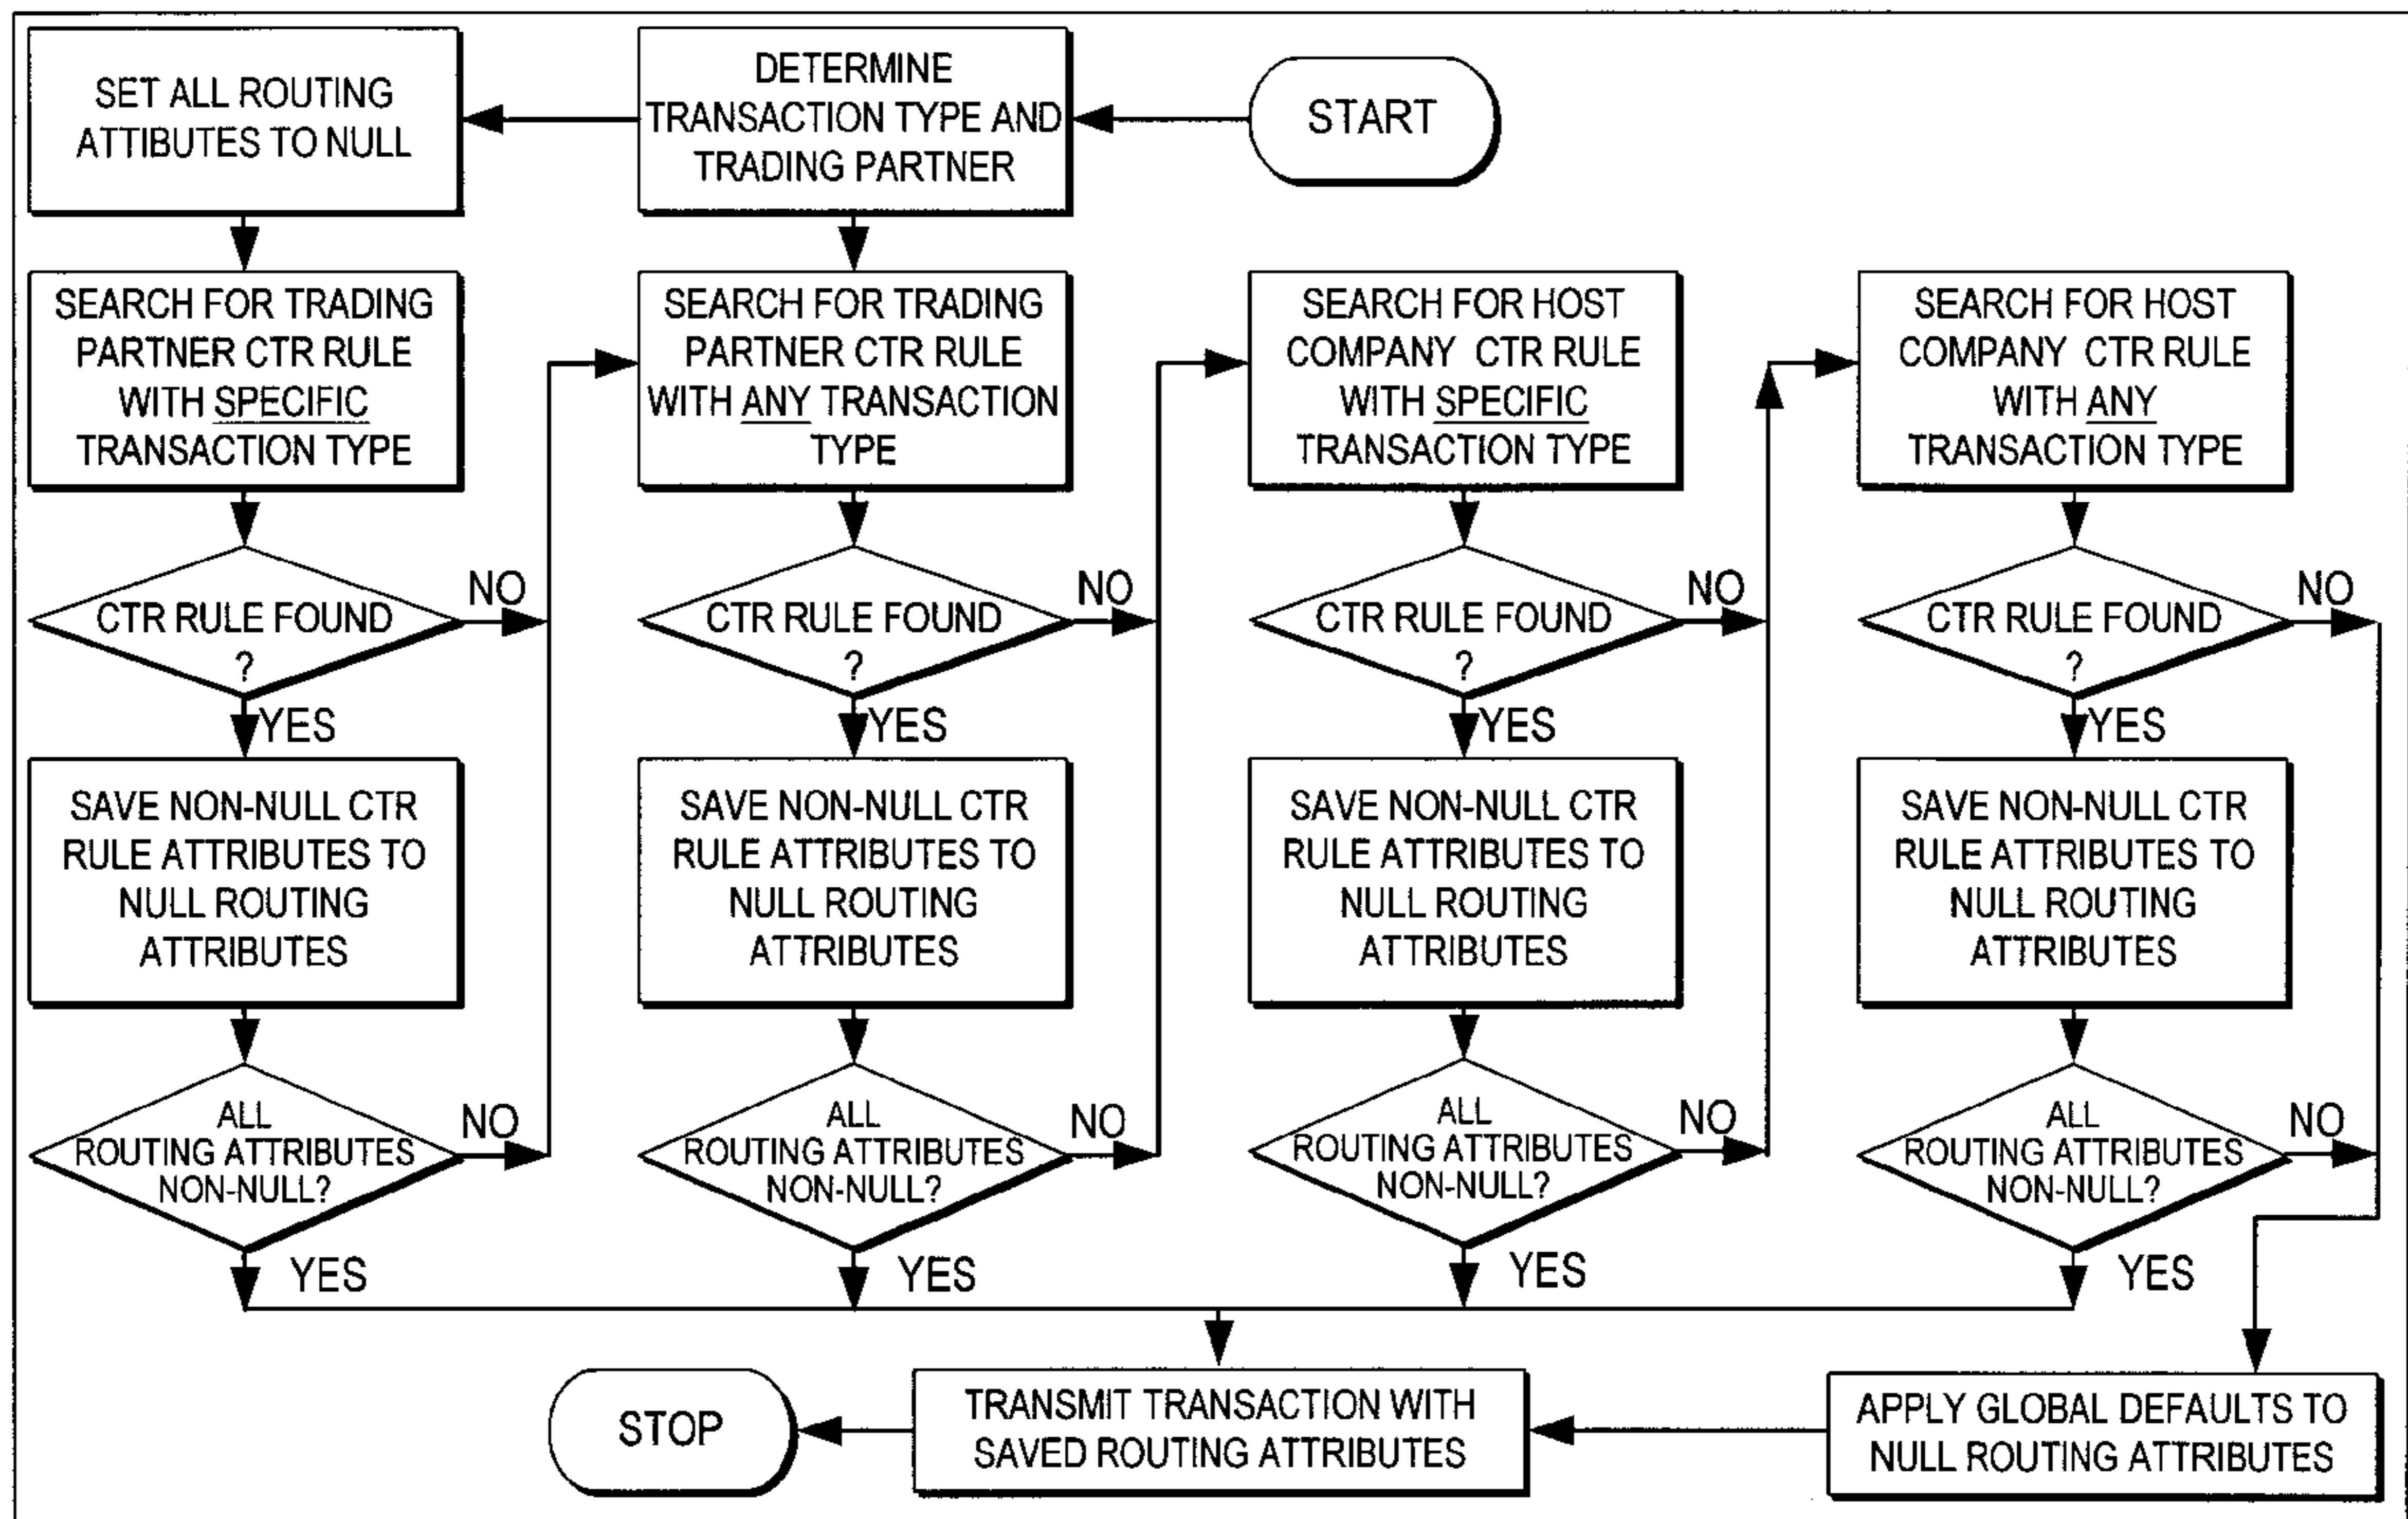 SET ALL ROUTING
ATTIBUTES TO NULL
DETERMINE
TRANSACTION TYPE AND
TRADING PARTNER
START
SEARCH FOR TRADING
PARTNER CTR RULE
WITH SPECIFIC
TRANSACTION TYPE
SEARCH FOR TRADING
PARTNER CTR RULE
WITH ANY TRANSACTION
TYPE
SEARCH FOR HOST
COMPANY CTR RULE
WITH SPECIFIC
TRANSACTION TYPE
SEARCH FOR HOST
COMPANY CTR RULE
WITH ANY
TRANSACTION TYPE
CTR RULE FOUND
?
NO
YES
CTR RULE FOUND
?
NO
YES
CTR RULE FOUND
?
NO
YES
CTR RULE FOUND
?
NO
YES
SAVE NON-NULL CTR
RULE ATTRIBUTES TO
NULL ROUTING
ATTRIBUTES
SAVE NON-NULL CTR
RULE ATTRIBUTES TO
NULL ROUTING
ATTRIBUTES
SAVE NON-NULL CTR
RULE ATTRIBUTES TO
NULL ROUTING
ATTRIBUTES
SAVE NON-NULL CTR
RULE ATTRIBUTES TO
NULL ROUTING
ATTRIBUTES
ALL
ROUTING ATTRIBUTES
NON-NULL?
NO
YES
ALL
ROUTING ATTRIBUTES
NON-NULL?
NO
YES
ALL
ROUTING ATTRIBUTES
NON-NULL?
NO
YES
ALL
ROUTING ATTRIBUTES
NON-NULL?
NO
YES
STOP
TRANSMIT TRANSACTION WITH
SAVED ROUTING ATTRIBUTES
APPLY GLOBAL DEFAULTS TO
NULL ROUTING ATTRIBUTES